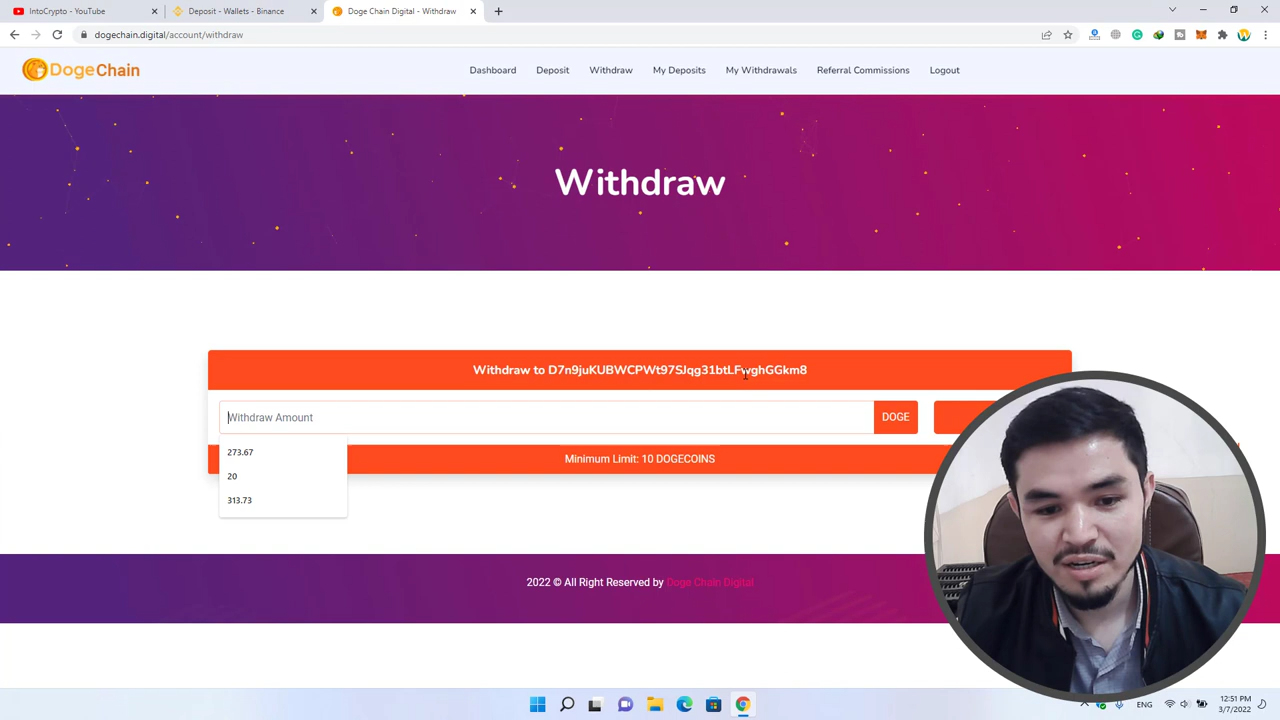 IntoCrypto - YouTube
Deposit - Wallets - Binance
Doge Chain Digital - Withdraw
dogechain.digital/account/withdraw
DogeChain
Dashboard
Deposit
Withdraw
My Deposits
My Withdrawals
Referral Commissions
Logout
Withdraw
Withdraw Amount
DOGE
273.67
20
313.73
Minimum Limit: 10 DOGECOINS
2022 © All Right Reserved by Doge Chain Digital
ENG
12:51 PM
3/7/2022